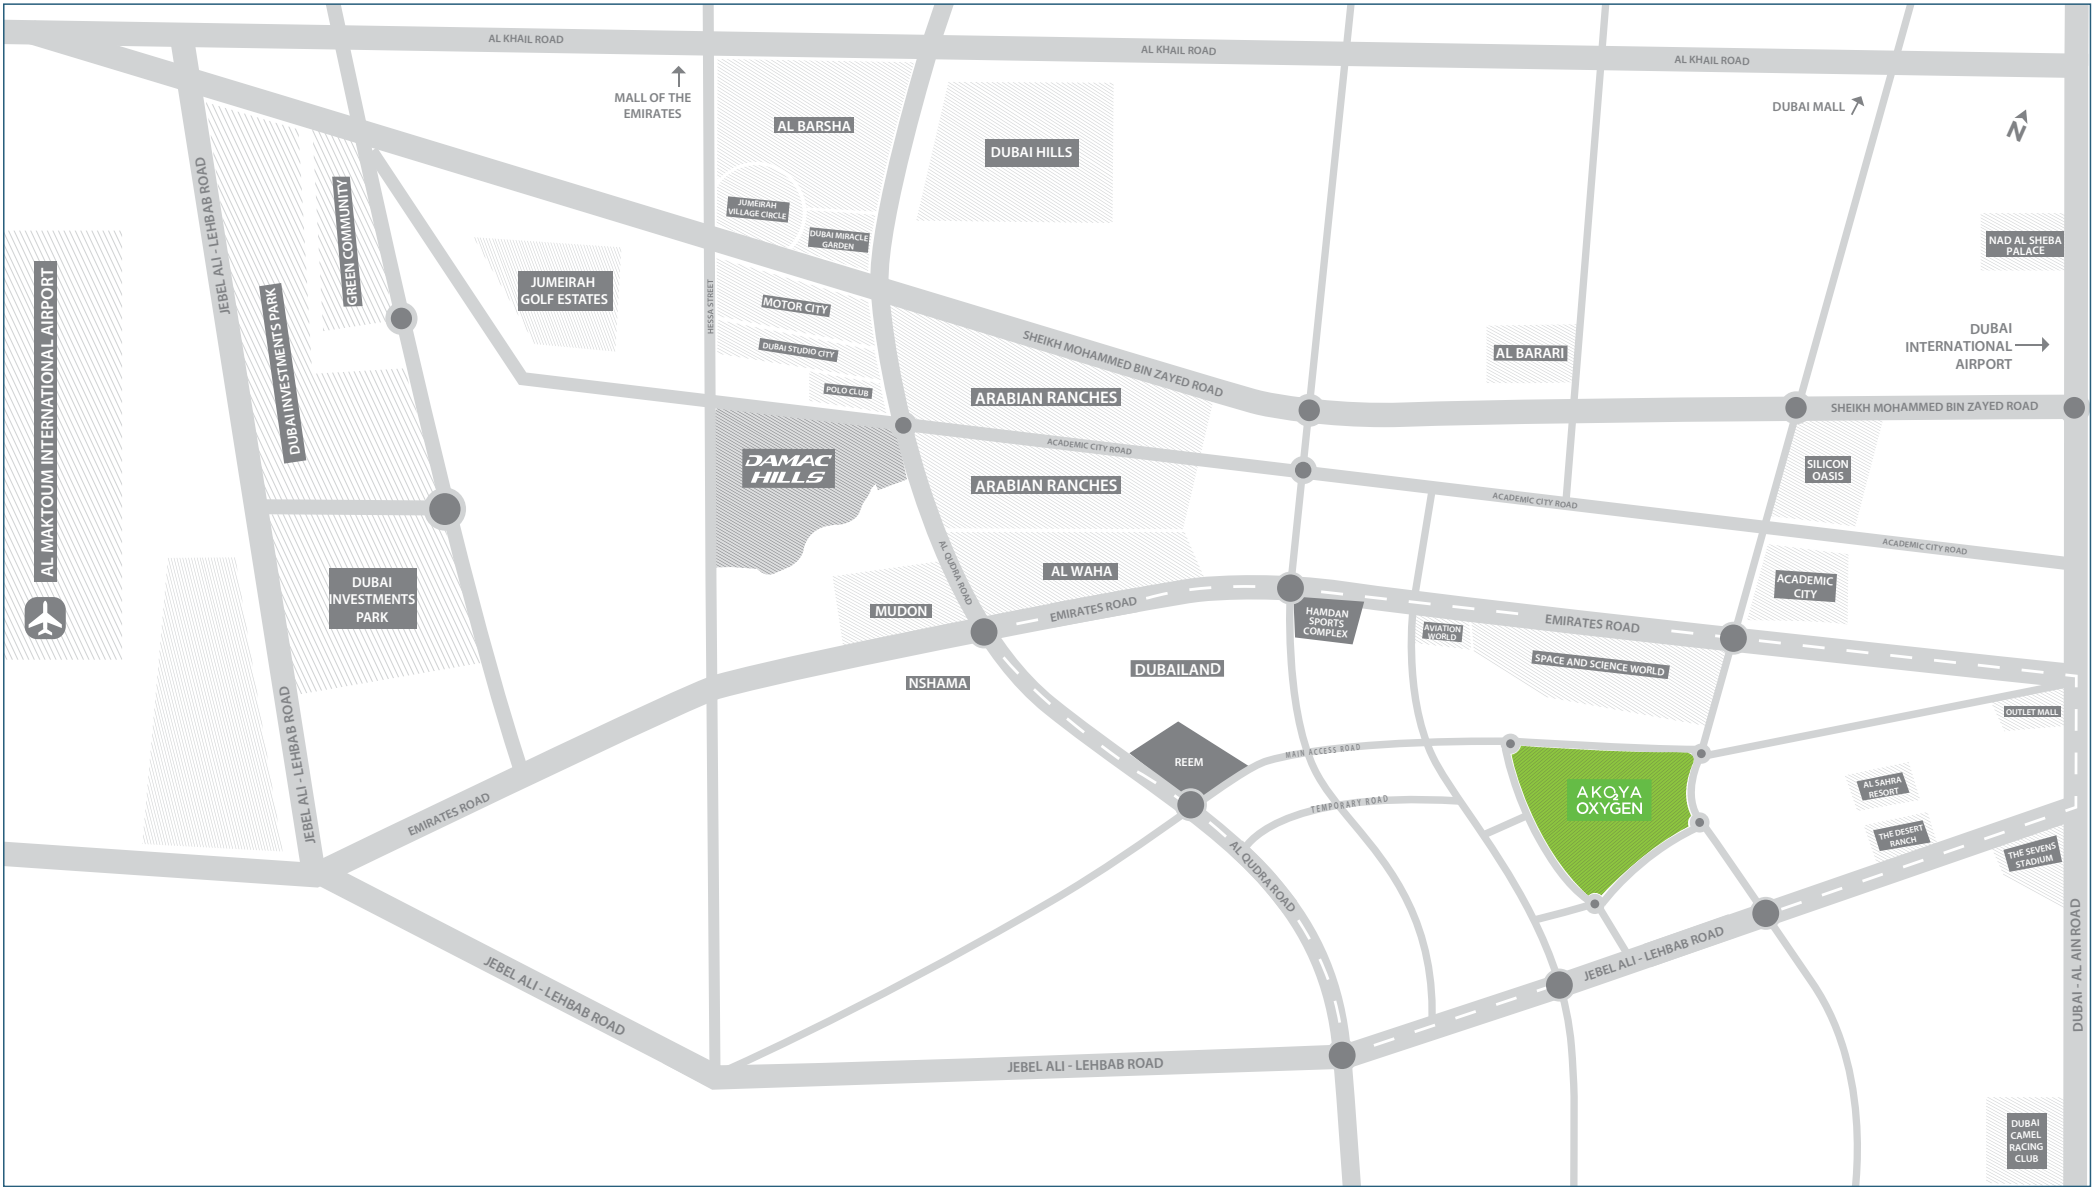 AL KHAIL ROAD
AL KHAIL ROAD
AL KHAIL ROAD
MALL OF THE
EMIRATES
DUBAI MALL
N
AL BARSHA
DUBAI HILLS
JUMEIRAH
VILLAGE CIRCLE
DUBAI MIRACLE
GARDEN
JEBEL ALI - LEHBAB ROAD
GREEN COMMUNITY
NAD AL SHEBA
PALACE
AL MAKTOUM INTERNATIONAL AIRPORT
DUBAI INVESTMENTS PARK
JUMEIRAH
GOLF ESTATES
HESSA STREET
MOTOR CITY
DUBAI STUDIO CITY
POLO CLUB
SHEIKH MOHAMMED BIN ZAYED ROAD
AL BARARI
DUBAI
INTERNATIONAL
AIRPORT
ARABIAN RANCHES
SHEIKH MOHAMMED BIN ZAYED ROAD
ACADEMIC CITY ROAD
DAMAC
HILLS
ARABIAN RANCHES
SILICON
OASIS
ACADEMIC CITY ROAD
ACADEMIC CITY ROAD
AL QUDRA ROAD
AL WAHA
ACADEMIC
CITY
DUBAI
INVESTMENTS
PARK
MUDON
EMIRATES ROAD
HAMDAN
SPORTS
COMPLEX
AVIATION
WORLD
EMIRATES ROAD
SPACE AND SCIENCE WORLD
DUBAILAND
NSHAMA
OUTLET MALL
JEBEL ALI - LEHBAB ROAD
REEM
MAIN ACCESS ROAD
TEMPORARY ROAD
AKOYA
OXYGEN
2
AL SAHRA
RESORT
THE DESERT
RANCH
THE SEVENS
STADIUM
EMIRATES ROAD
AL QUDRA ROAD
JEBEL ALI - LEHBAB ROAD
JEBEL ALI - LEHBAB ROAD
JEBEL ALI - LEHBAB ROAD
DUBAI - AL AIN ROAD
DUBAI
CAMEL
RACING
CLUB